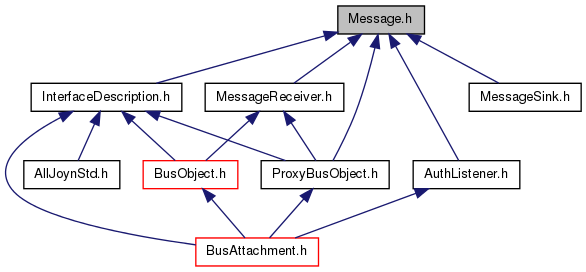 Message.h
InterfaceDescription.h
MessageReceiver.h
MessageSink.h
AllJoynStd.h
BusObject.h
ProxyBusObject.h
AuthListener.h
BusAttachment.h